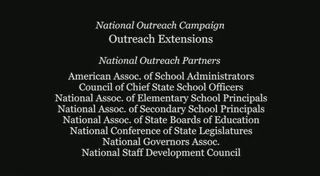 National Outreach Campaign
Outreach Extensions
National Outreach Partners
American Assoc. of School Administrators
Council of Chief State School Officers
National Assoc. of Elementary School Principals
National Assoc. of Secondary School Principals
National Assoc. of State Boards of Education
National Conference of State Legislatures
National Governors Assoc.
National Staff Development Council